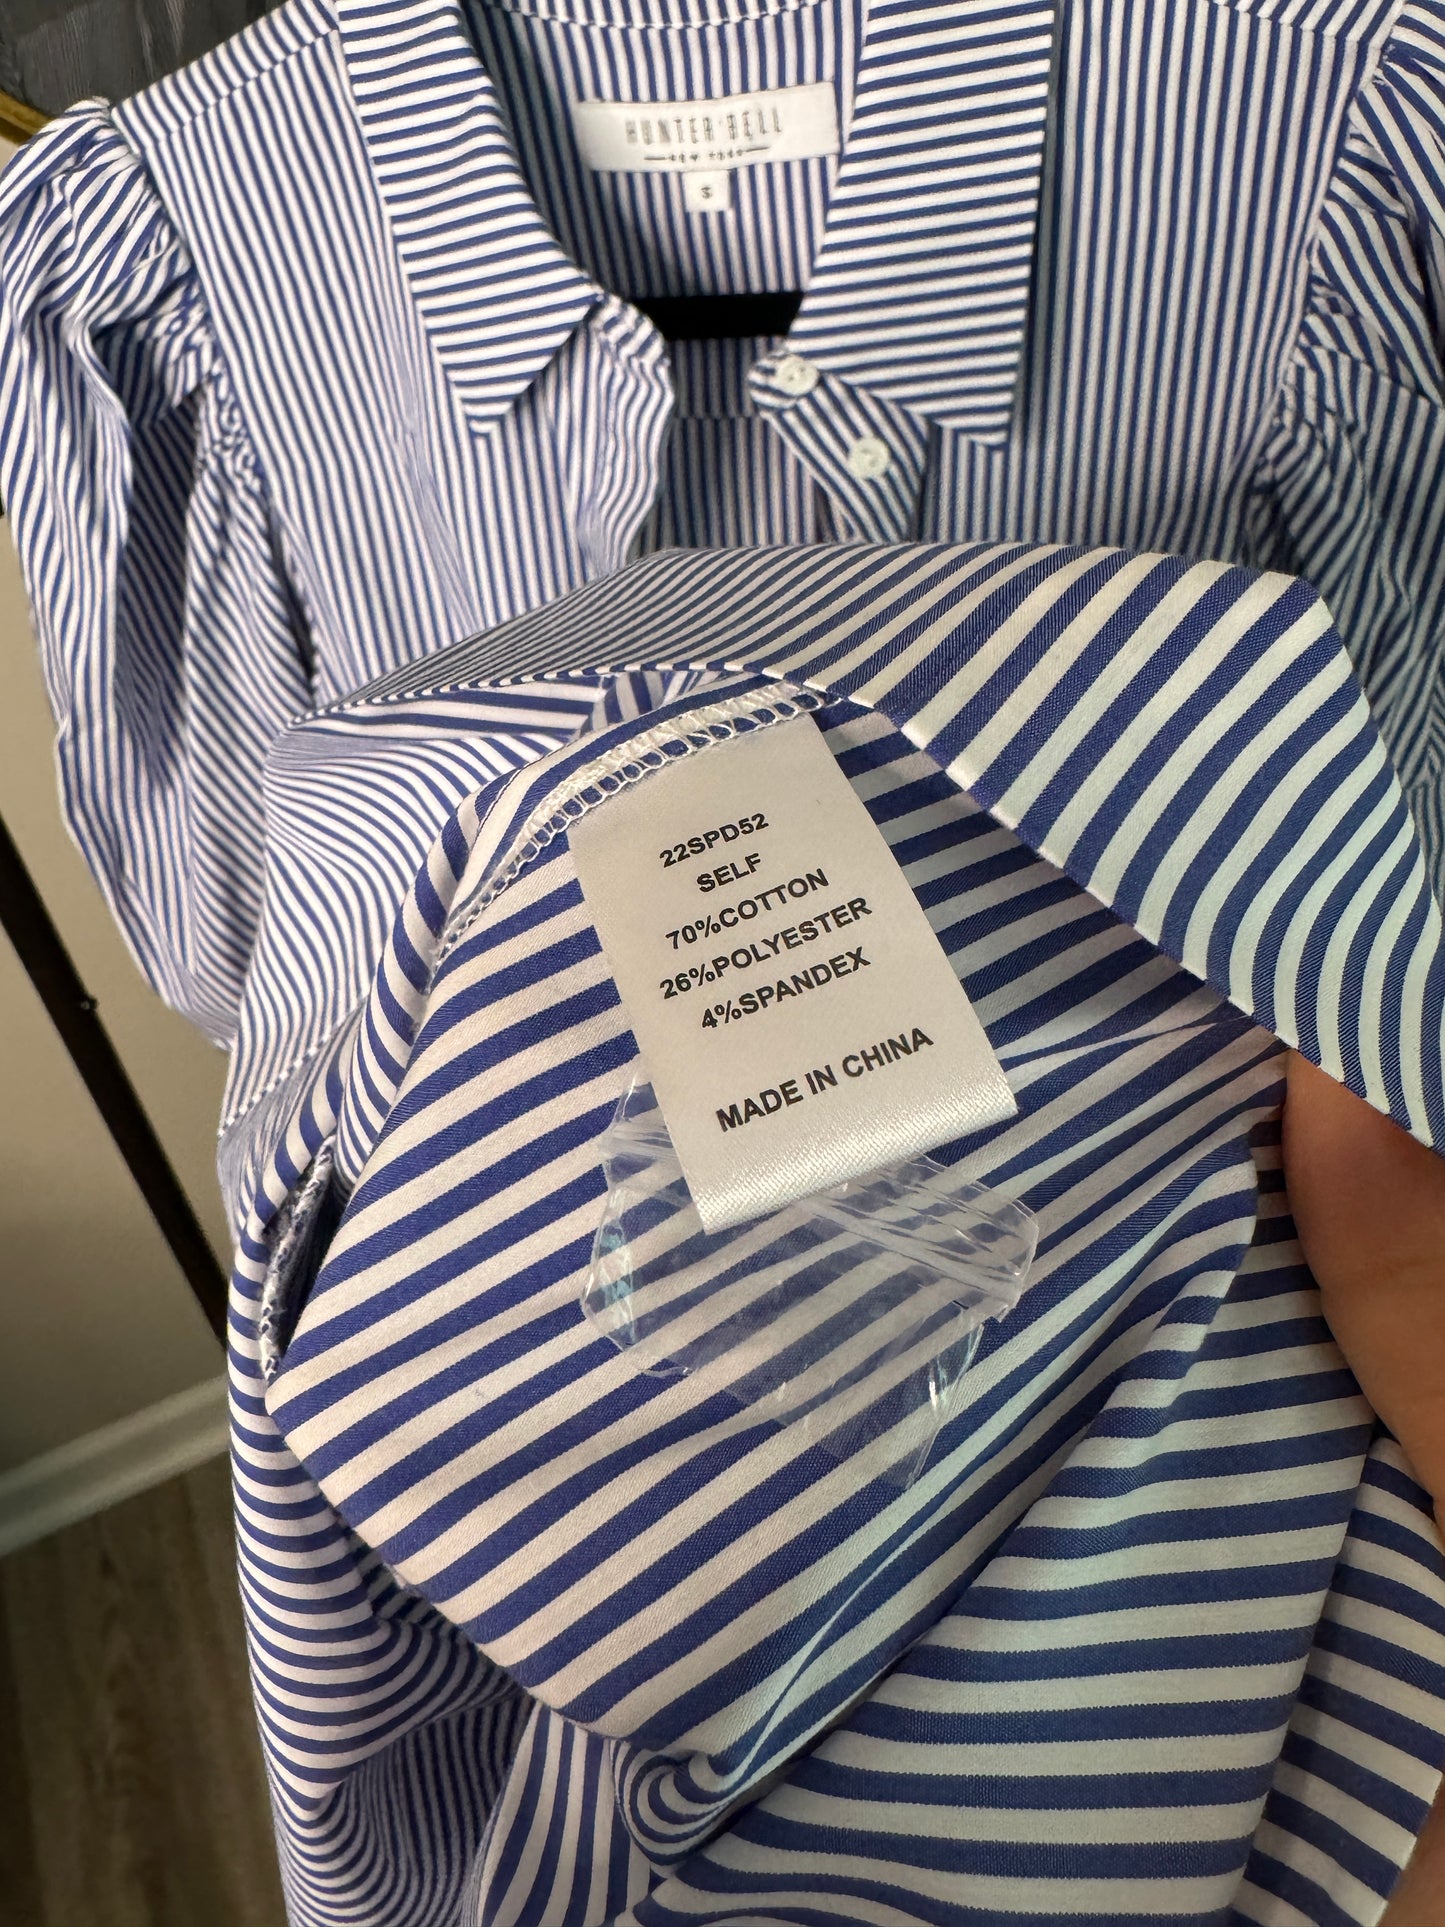 HUNTER BELL
NEW YORK
S
22SPD52
SELF
70%COTTON
26%POLYESTER
4%SPANDEX
MADE IN CHINA